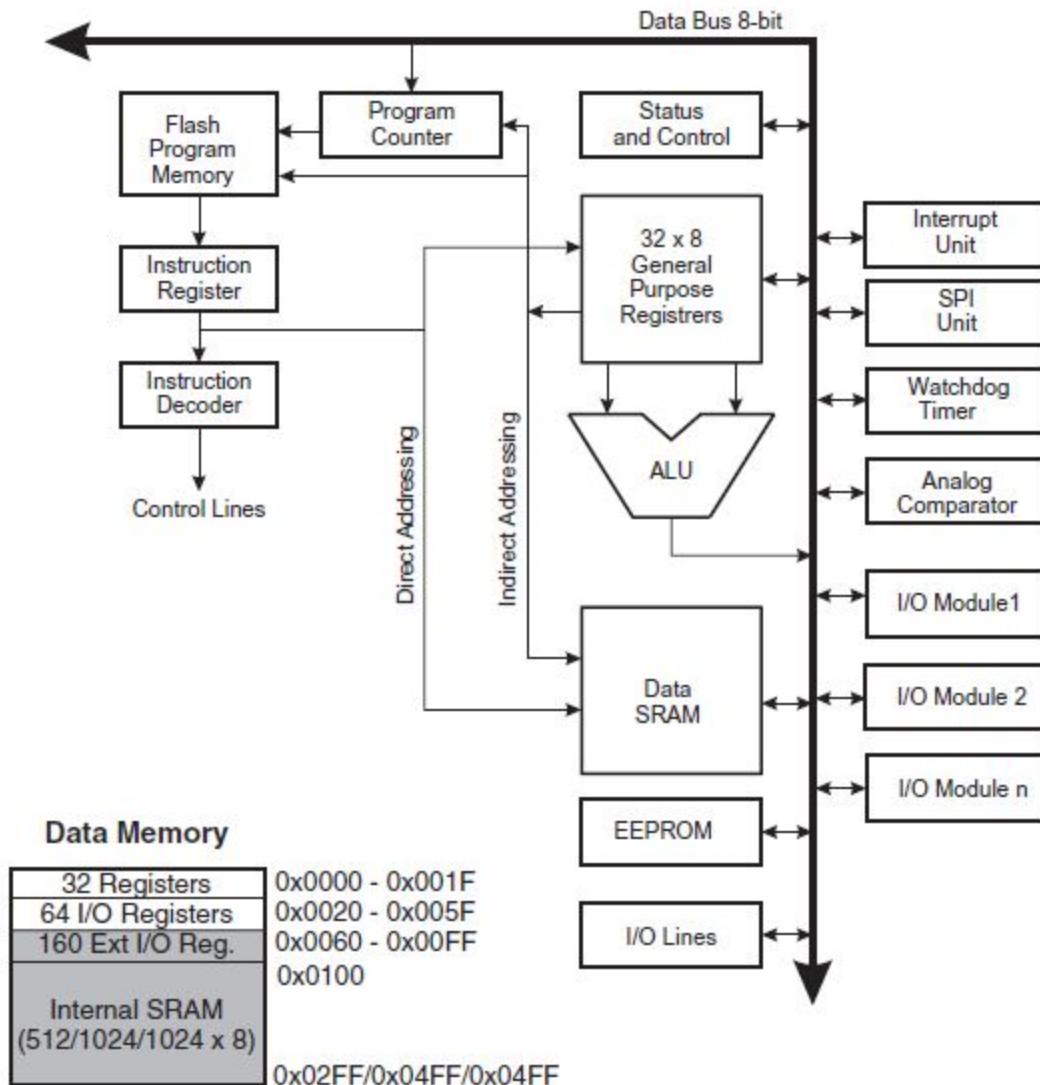 Data Bus 8-bit
Flash
Program
Memory
Program
Counter
Status
and Control
32 x 8
General
Purpose
Registrers
Interrupt
Unit
Instruction
Register
SPI
Unit
Instruction
Decoder
Watchdog
Timer
Direct Addressing
Indirect Addressing
ALU
Analog
Comparator
Control Lines
I/O Module1
Data
SRAM
I/O Module 2
I/O Module n
EEPROM
I/O Lines
Data Memory
32 Registers 0x0000 - 0x001F
64 I/O Registers 0x0020 - 0x005F
160 Ext I/O Reg. 0x0060 - 0x00FF
0x0100
Internal SRAM
(512/1024/1024 x 8)
0x02FF/0x04FF/0x04FF